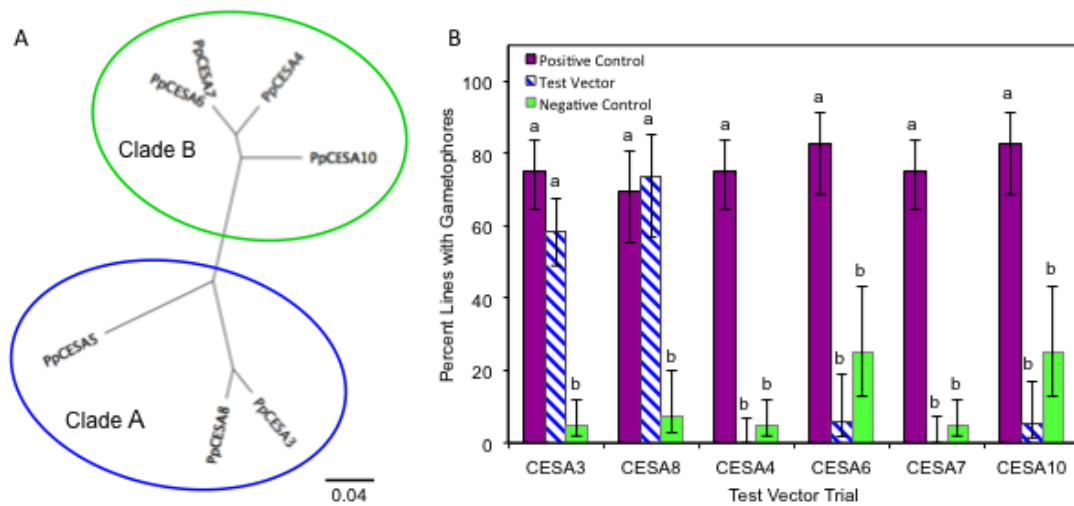 A
PpCESA7
PpCESA6
PpCESA4
Clade B
PpCESA10
PpCESA5
Clade A
PpCESA8
PpCESA3
0.04
B
Positive Control
Test Vector
Negative Control
Percent Lines with Gametophores
100
80
60
40
20
0
a
a
b
a
a
b
a
b
b
a
b
b
a
b
b
a
b
b
CESA3
CESA8
CESA4
CESA6
CESA7
CESA10
Test Vector Trial